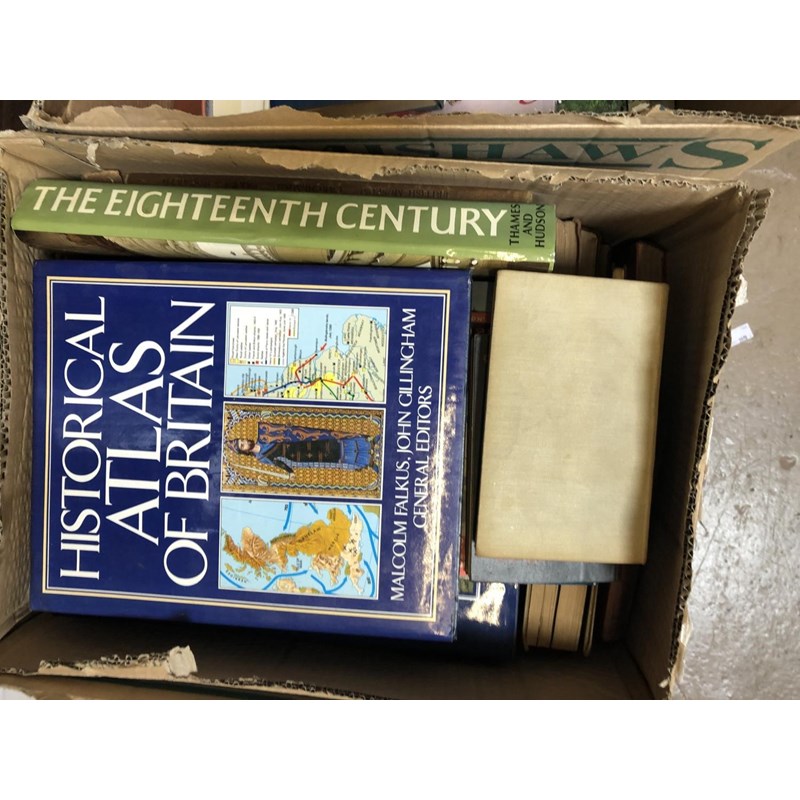 THE EIGHTEENTH CENTURY
THAMES
AND
HUDSON
HISTORICAL
ATLAS
OF BRITAIN
MALCOLM FALKUS, JOHN GILLINGHAM
GENERAL EDITORS